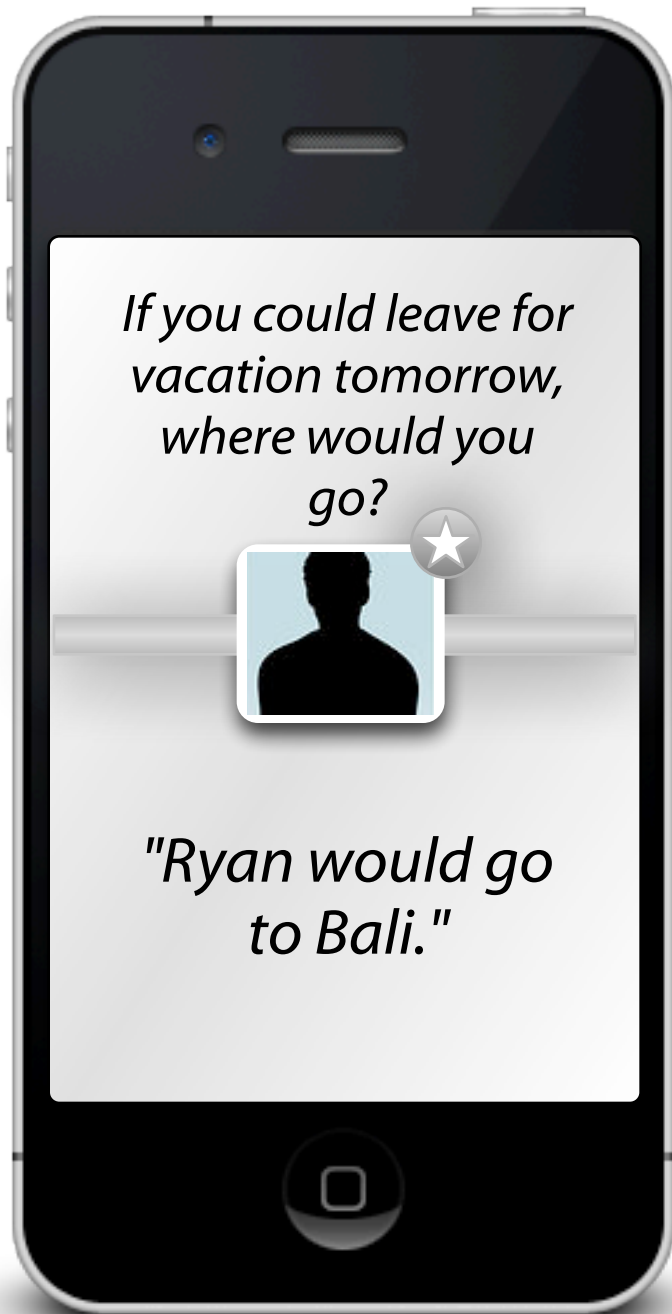 If you could leave for
vacation tomorrow,
where would you
go?
"Ryan would go
to Bali."